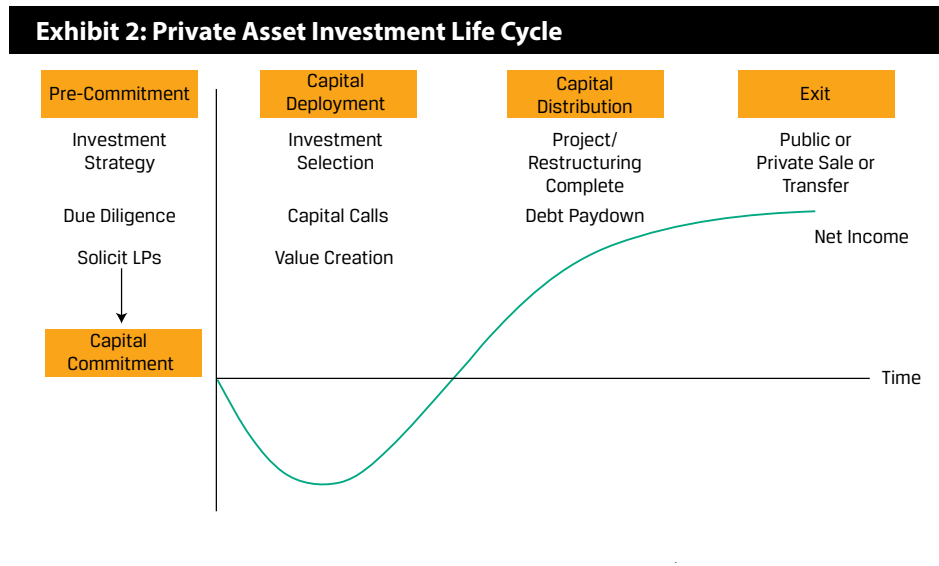 Exhibit 2: Private Asset Investment Life Cycle
Pre-Commitment
Investment
Strategy
Due Diligence
Solicit LPs
Capital
Commitment
Capital
Deployment
Investment
Selection
Capital Calls
Value Creation
Capital
Distribution
Project/
Restructuring
Complete
Debt Paydown
Exit
Public or
Private Sale or
Transfer
Net Income
Time